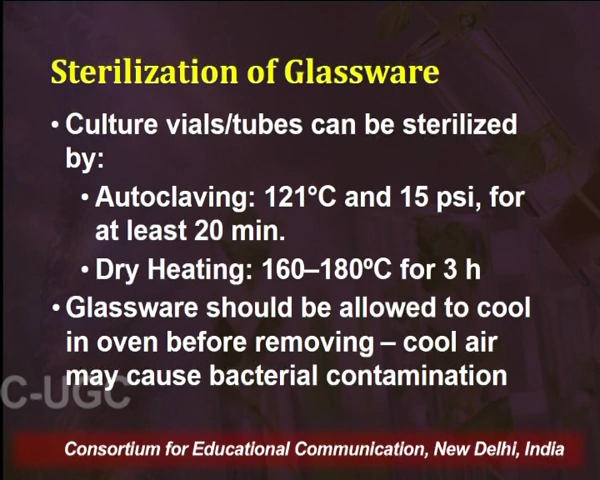 Sterilization of Glassware
• Culture vials/tubes can be sterilized
by:
• Autoclaving: 121°C and 15 psi, for
at least 20 min.
• Dry Heating: 160–180ºC for 3 h
• Glassware should be allowed to cool
in oven before removing – cool air
may cause bacterial contamination
C-UGC
Consortium for Educational Communication, New Delhi, India